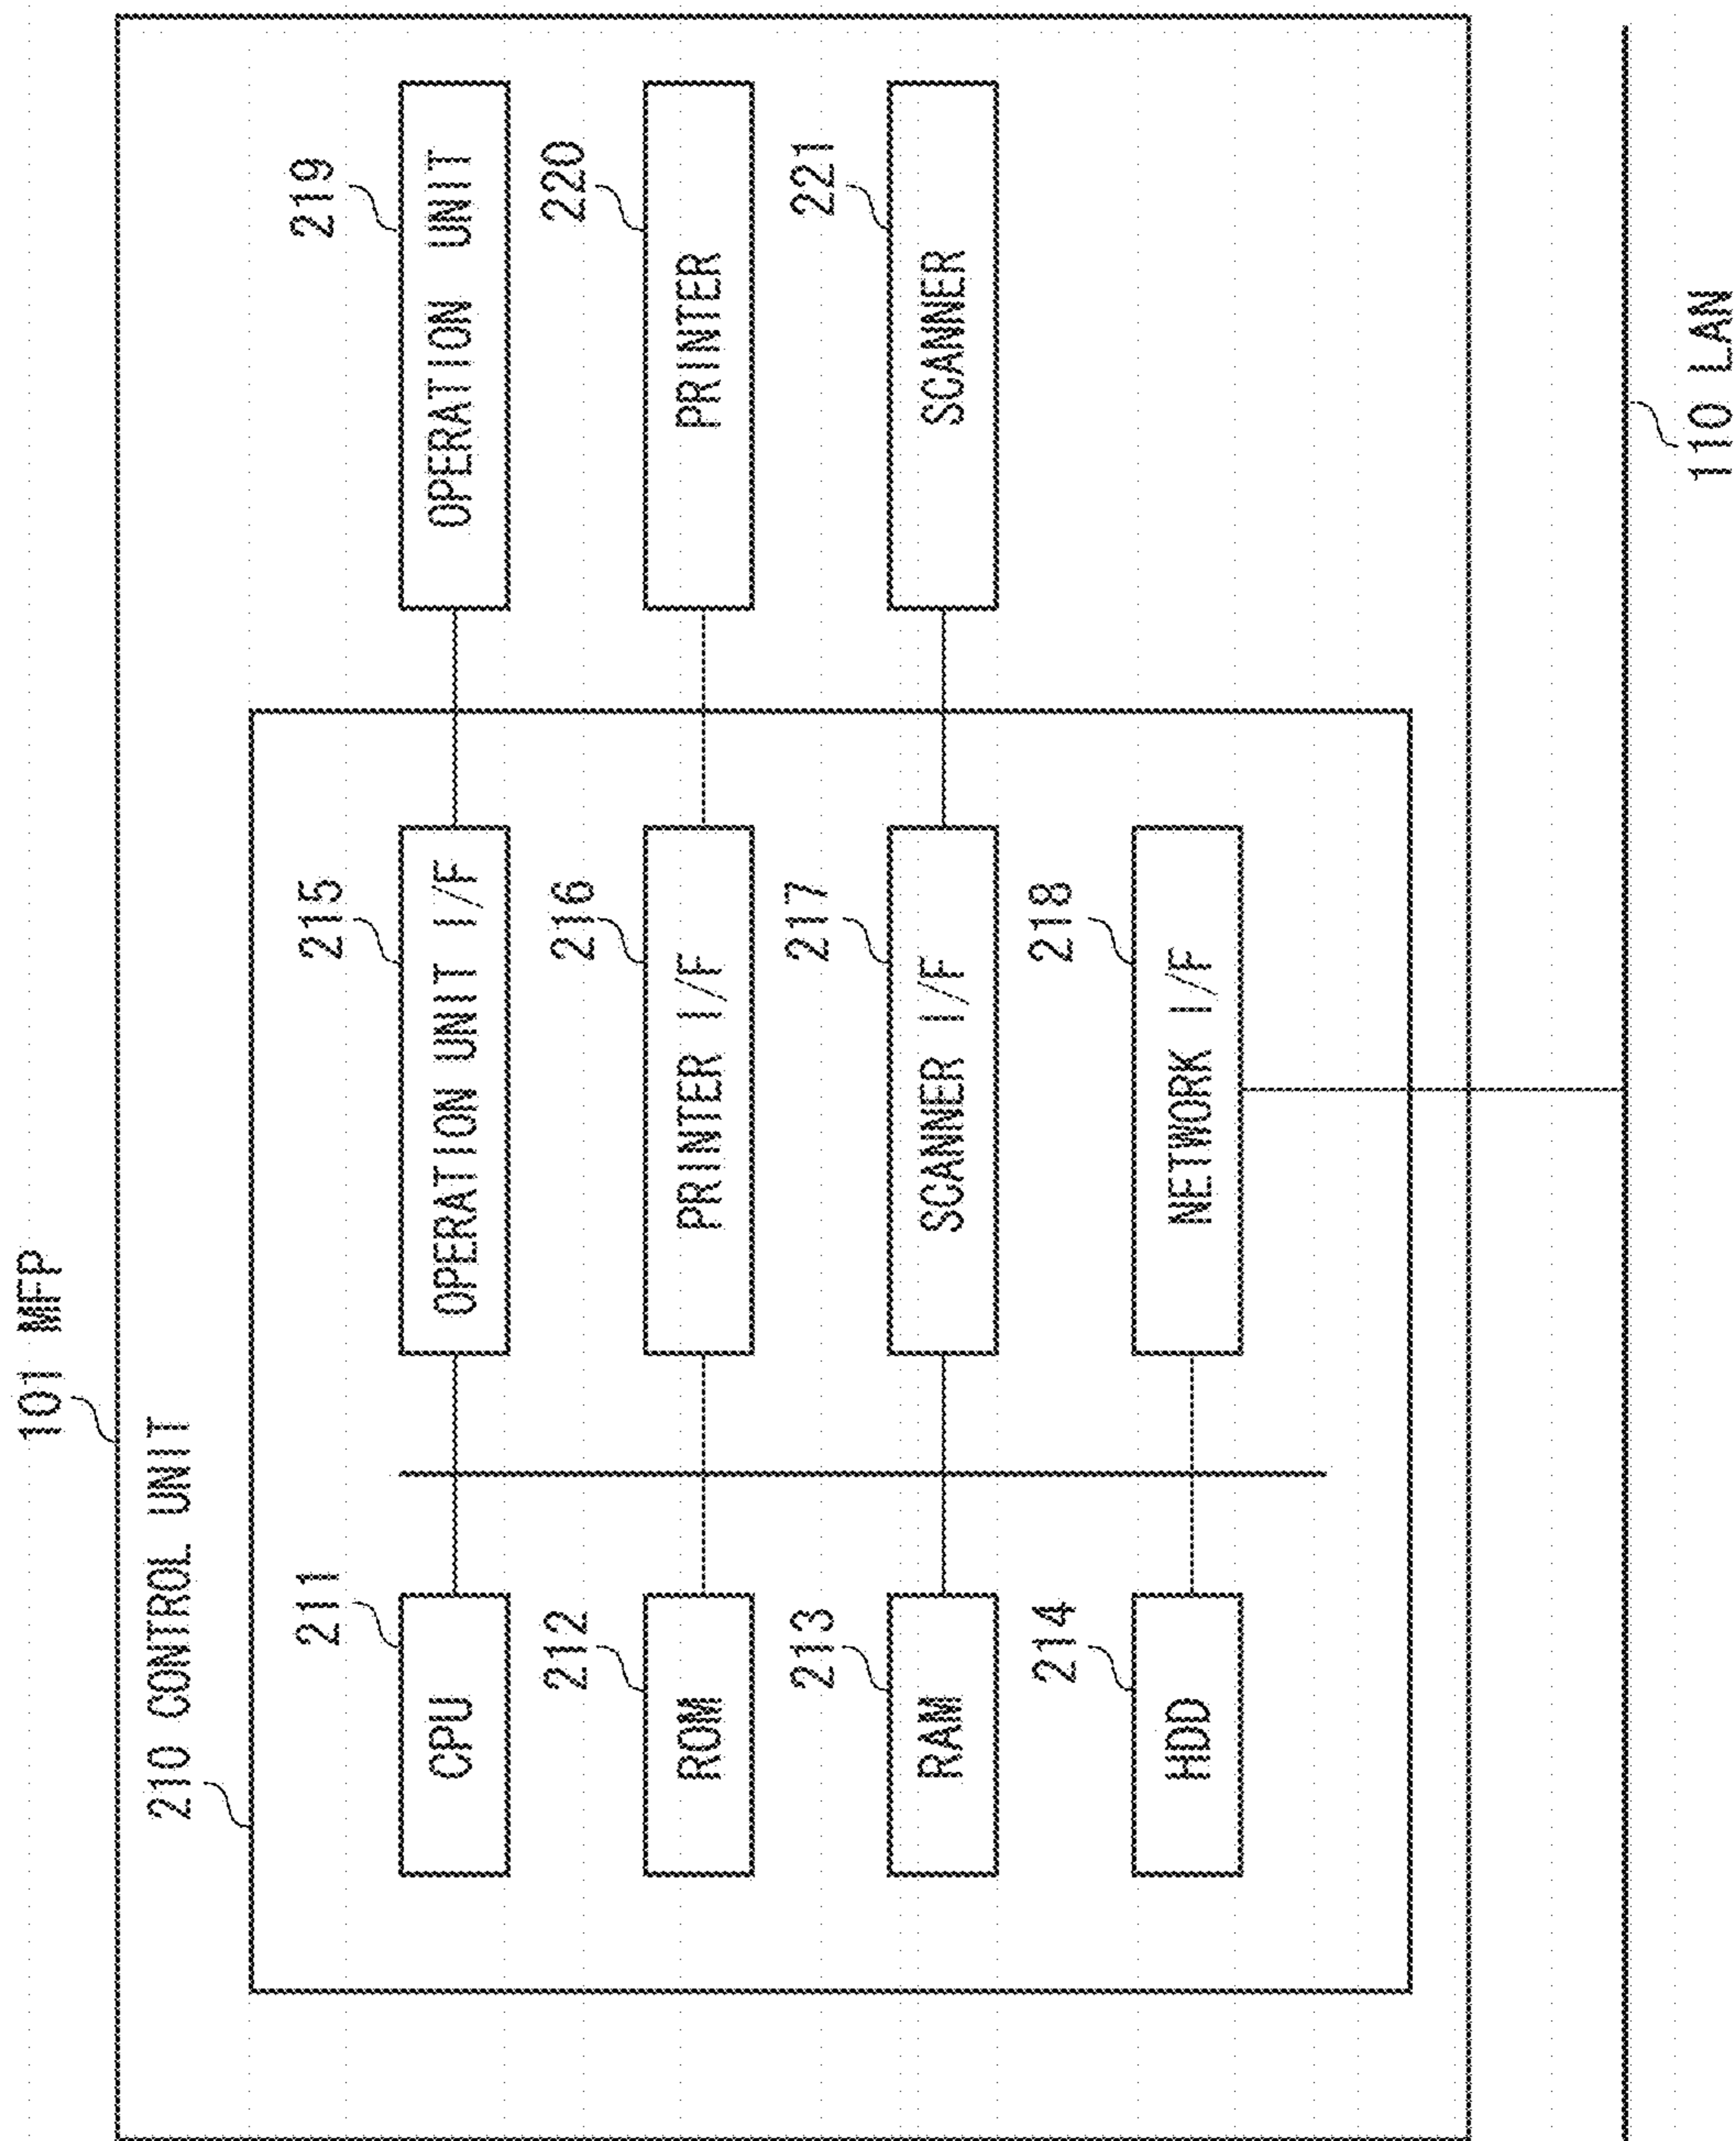 101 MFP
210 CONTROL UNIT
211
CPU
215
OPERATION UNIT I/F
219
OPERATION UNIT
212
ROM
216
PRINTER I/F
220
PRINTER
213
RAM
217
SCANNER I/F
221
SCANNER
214
HDD
218
NETWORK I/F
110 LAN